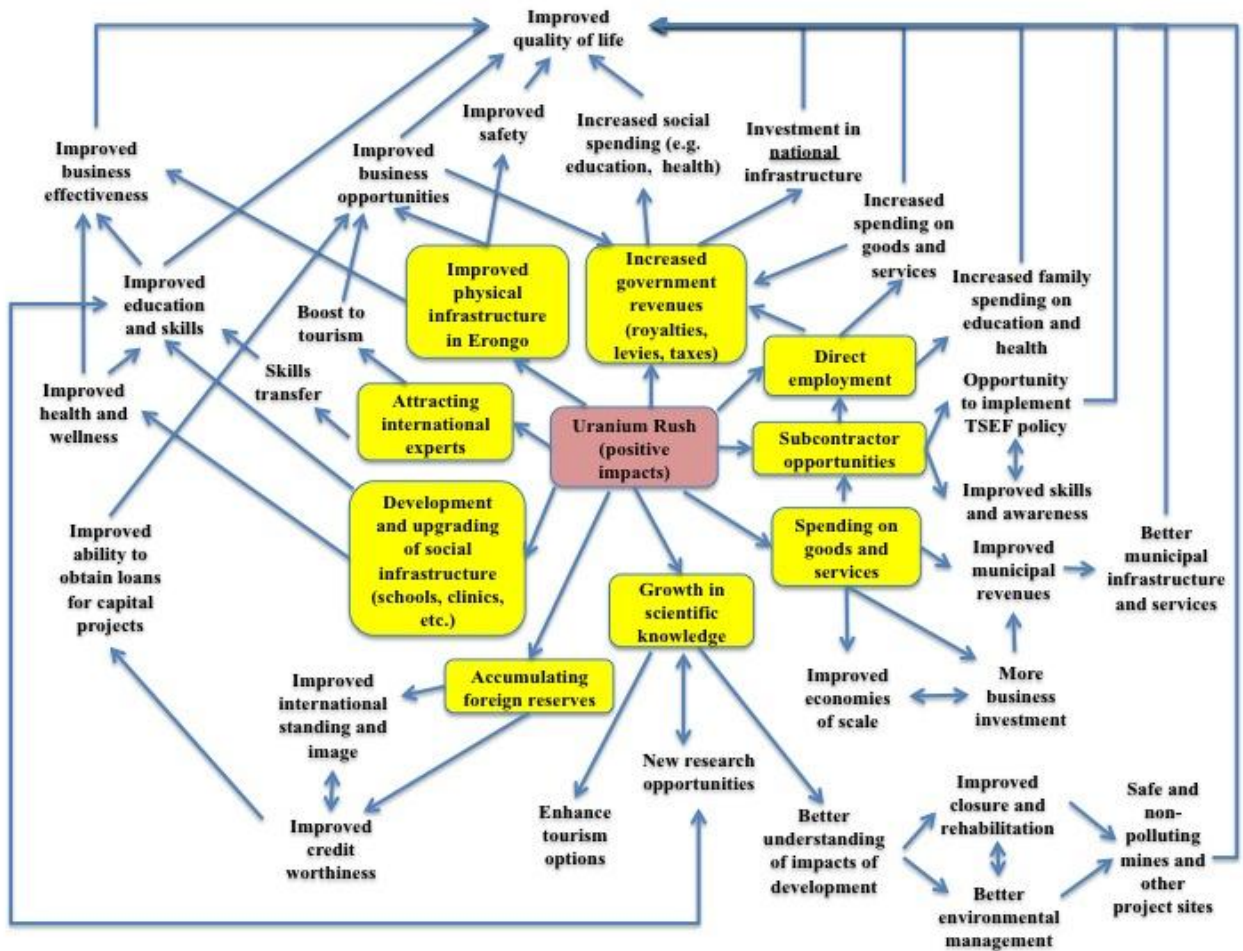 Improved
quality of life
Improved
safety
Increased social
spending (e.g.
education, health)
Investment in
national
infrastructure
Improved
business
effectiveness
Improved
business
opportunities
Increased
spending on
goods and
services
Improved
physical
infrastructure
in Erongo
Increased
government
revenues
(royalties,
levies, taxes)
Improved
education
and skills
Boost to
tourism
Increased family
spending on
education and
health
Direct
employment
Skills
transfer
Improved
health and
wellness
Attracting
international
experts
Uranium Rush
(positive
impacts)
Subcontractor
opportunities
Opportunity
to implement
TSEF policy
Improved skills
and awareness
Development
and upgrading
of social
infrastructure
(schools, clinics,
etc.)
Spending on
goods and
services
Improved
municipal
revenues
Better
municipal
infrastructure
and services
Improved
ability to
obtain loans
for capital
projects
Growth in
scientific
knowledge
Accumulating
foreign reserves
Improved
international
standing and
image
Improved
economies
of scale
More
business
investment
New research
opportunities
Enhance
tourism
options
Improved
credit
worthiness
Better
understanding
of impacts of
development
Improved
closure and
rehabilitation
Better
environmental
management
Safe and
non-
polluting
mines and
other
project sites